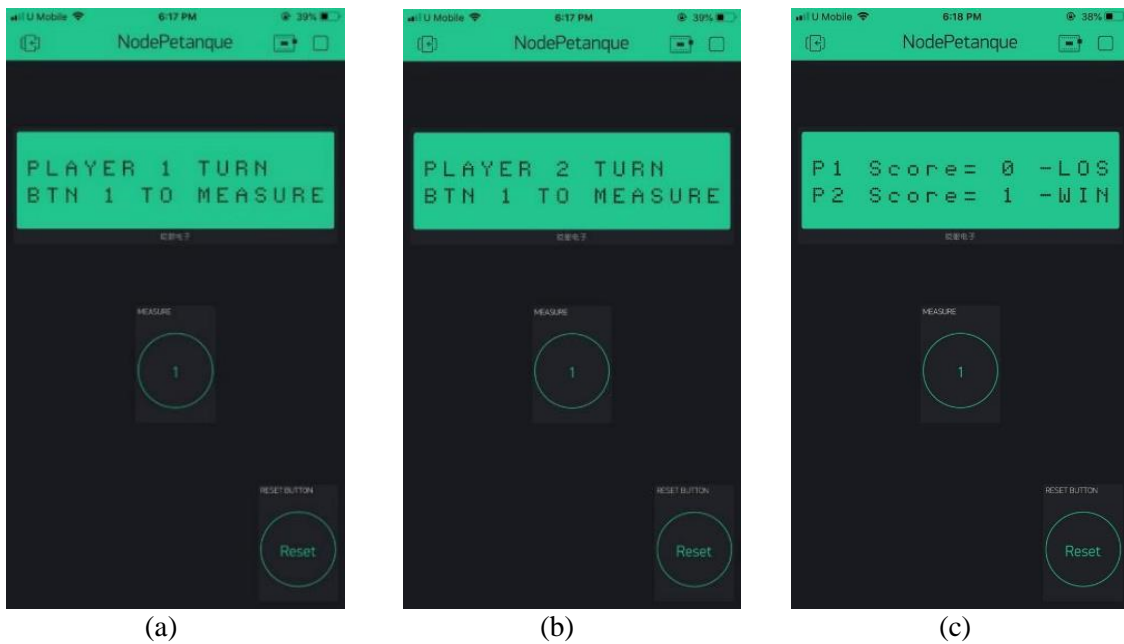 U Mobile 6:17 PM 39%
NodePetanque
PLAYER 1 TURN
BTN 1 TO MEASURE
MEASURE
1
RESET BUTTON
Reset
(a)
U Mobile 6:17 PM 39%
NodePetanque
PLAYER 2 TURN
BTN 1 TO MEASURE
MEASURE
1
RESET BUTTON
Reset
(b)
U Mobile 6:18 PM 38%
NodePetanque
P1 Score= 0 -LOS
P2 Score= 1 -WIN
MEASURE
1
RESET BUTTON
Reset
(c)